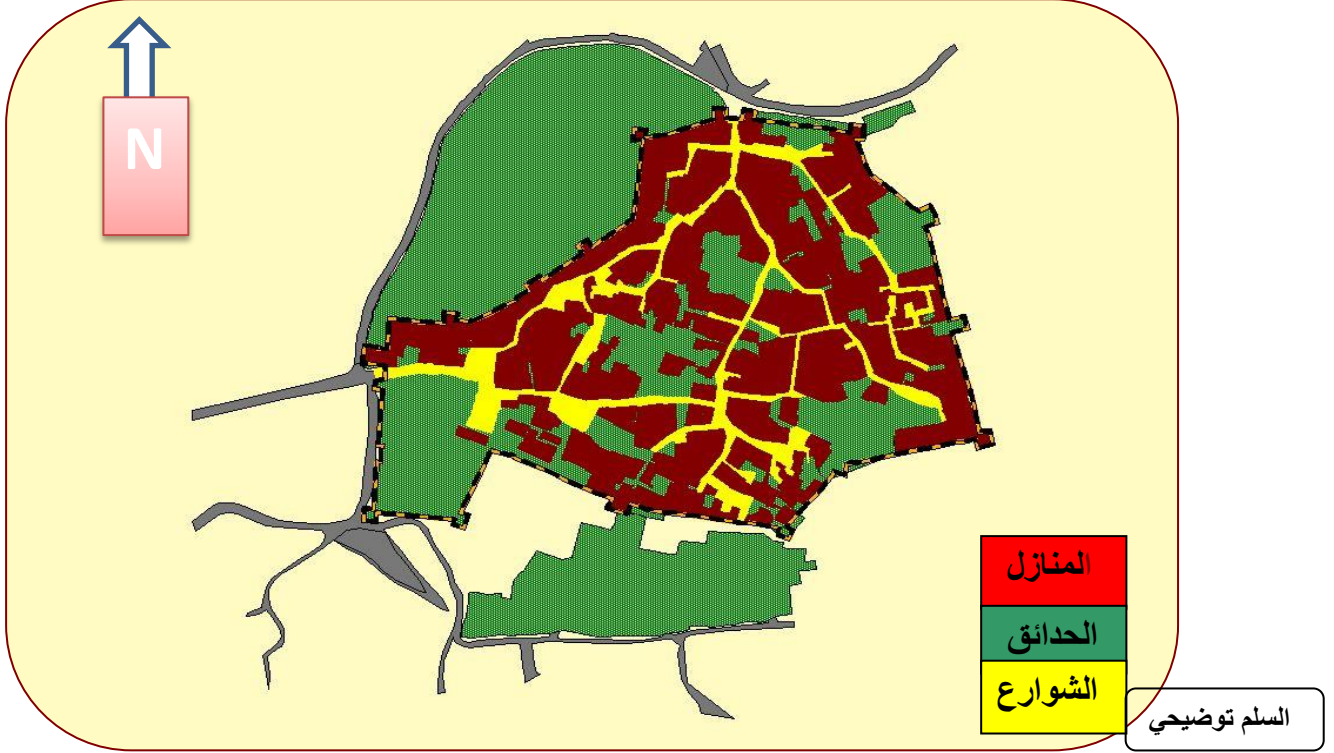 N
المنازل
الحدائق
الشوارع
السلم توضيحي